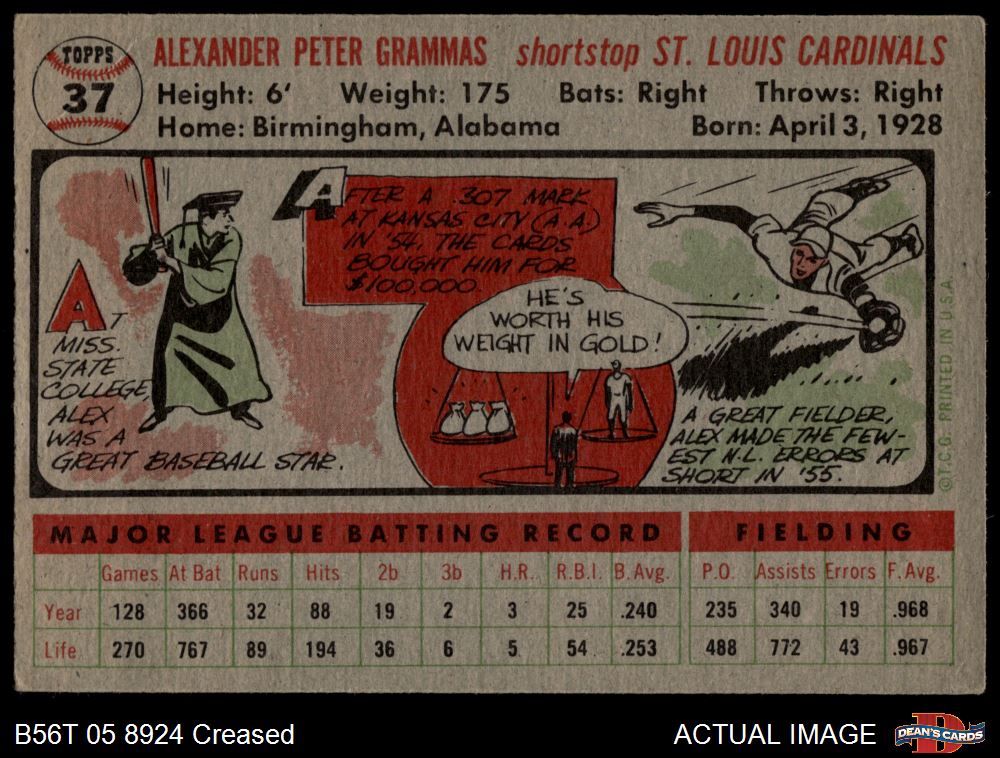 TOPPS
37
ALEXANDER PETER GRAMMAS shortstop ST. LOUIS CARDINALS
Height: 6' Weight: 175 Bats: Right Throws: Right
Home: Birmingham, Alabama Born: April 3, 1928
AT
MISS.
STATE
COLLEGE,
ALEX
WAS A
GREAT BASEBALL STAR.
AFTER A .307 MARK
AT KANSAS CITY (A.A.)
IN '54, THE CARDS
BOUGHT HIM FOR
$100,000.
HE'S
WORTH HIS
WEIGHT IN GOLD!
A GREAT FIELDER,
ALEX MADE THE FEW-
EST N.L. ERRORS AT
SHORT IN '55.
©T.C.G. PRINTED IN U.S.A.
MAJOR LEAGUE BATTING RECORD FIELDING
Games At Bat Runs Hits 2b 3b H.R. R.B.I. B. Avg. P.O. Assists Errors F. Avg.
Year 128 366 32 88 19 2 3 25 .240 235 340 19 .968
Life 270 767 89 194 36 6 5 54 .253 488 772 43 .967
B56T 05 8924 Creased ACTUAL IMAGE
DEAN'S CARDS